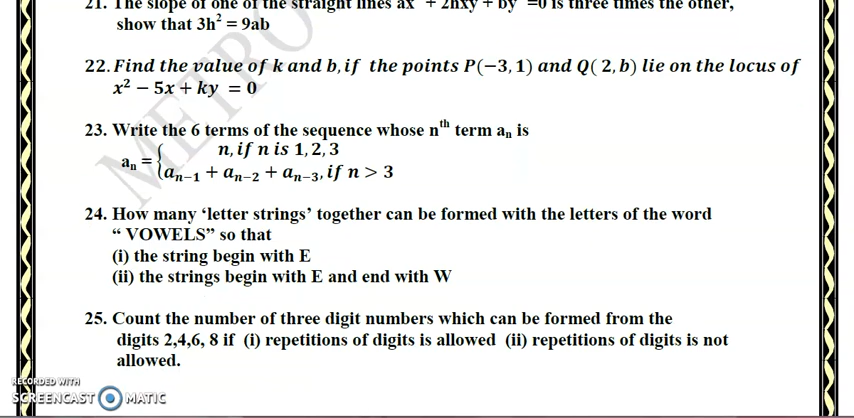 21. The slope of one of the straight lines ax² + 2hxy + by² =0 is three times the other,
show that 3h² = 9ab
22. Find the value of k and b, if the points P(−3, 1) and Q( 2, b) lie on the locus of
x² − 5x + ky = 0
23. Write the 6 terms of the sequence whose nᵗʰ term aₙ is
aₙ = { n, if n is 1, 2, 3
aₙ₋₁ + aₙ₋₂ + aₙ₋₃, if n > 3
24. How many ‘letter strings’ together can be formed with the letters of the word
“ VOWELS” so that
(i) the string begin with E
(ii) the strings begin with E and end with W
25. Count the number of three digit numbers which can be formed from the
digits 2,4,6, 8 if (i) repetitions of digits is allowed (ii) repetitions of digits is not
allowed.
METRO
RECORDED WITH
SCREENCAST MATIC